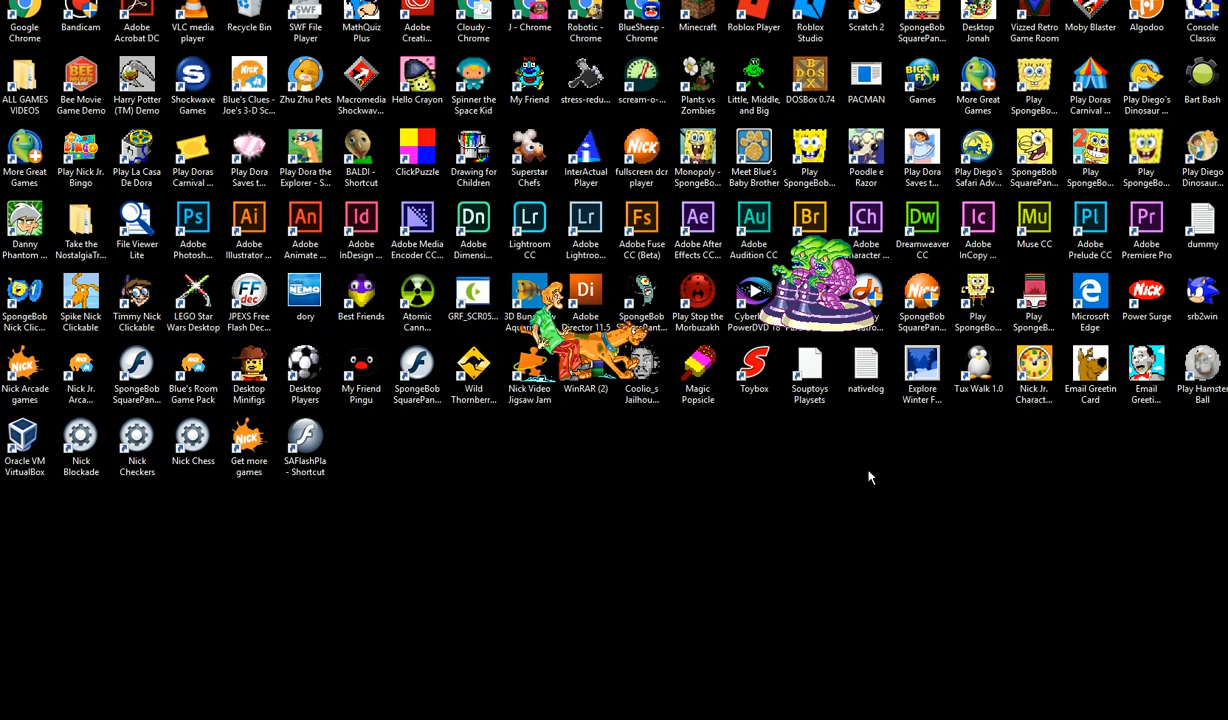 Google Chrome
Bandicam
Adobe Acrobat DC
VLC media player
Recycle Bin
SWF File Player
MathQuiz Plus
Adobe Creati...
Cloudy - Chrome
J - Chrome
Robotic - Chrome
BlueSheep - Chrome
Minecraft
Roblox Player
Roblox Studio
Scratch 2
SpongeBob SquarePan...
Desktop Jonah
Vizzed Retro Game Room
Moby Blaster
Algodoo
Console Classix
ALL GAMES VIDEOS
Bee Movie Game Demo
Harry Potter (TM) Demo
Shockwave Games
Blue's Clues - Joe's 3-D Sc...
Zhu Zhu Pets
Macromedia Shockwav...
Hello Crayon
Spinner the Space Kid
My Friend
stress-redu...
scream-o-...
Plants vs Zombies
Little, Middle, and Big
DOSBox 0.74
PACMAN
Games
More Great Games
Play SpongeBo...
Play Doras Carnival ...
Play Diego's Dinosaur ...
Bart Bash
More Great Games
Play Nick Jr. Bingo
Play La Casa De Dora
Play Doras Carnival ...
Play Dora Saves t...
Play Dora the Explorer - S...
BALDI - Shortcut
ClickPuzzle
Drawing for Children
Superstar Chefs
InterActual Player
fullscreen dcr player
Monopoly - SpongeBo...
Meet Blue's Baby Brother
Play SpongeBob...
Poodle e Razor
Play Dora Saves t...
Play Diego's Safari Adv...
SpongeBob SquarePan...
Play SpongeBo...
Play SpongeBo...
Play Diego Dinosaur...
Danny Phantom ...
Take the NostalgiaTr...
File Viewer Lite
Adobe Photosh...
Adobe Illustrator ...
Adobe Animate ...
Adobe InDesign ...
Adobe Media Encoder CC...
Adobe Dimensi...
Lightroom CC
Adobe Lightroo...
Adobe Fuse CC (Beta)
Adobe After Effects CC...
Adobe Audition CC
Adobe
Dreamweaver CC
Adobe InCopy ...
Muse CC
Adobe Prelude CC
Adobe Premiere Pro
dummy
SpongeBob Nick Clic...
Spike Nick Clickable
Timmy Nick Clickable
LEGO Star Wars Desktop
JPEXS Free Flash Dec...
dory
Best Friends
Atomic Cann...
GRF_SCR05...
3D
Adobe Director 11.5
SpongeBob
Play Stop the Morbuzakh
SpongeBob SquarePan...
Play SpongeBo...
Play SpongeBo...
Microsoft Edge
Power Surge
srb2win
Nick Arcade games
Nick Jr. Arca...
SpongeBob SquarePan...
Blue's Room Game Pack
Desktop Minifigs
Desktop Players
My Friend Pingu
SpongeBob SquarePan...
Wild Thornberr...
Nick Video Jigsaw Jam
WinRAR (2)
Coolio_s Jailhou...
Magic Popsicle
Toybox
Souptoys Playsets
nativelog
Explore Winter F...
Tux Walk 1.0
Nick Jr. Charact...
Email Greetin Card
Email Greeti...
Play Hamster Ball
Oracle VM VirtualBox
Nick Blockade
Nick Checkers
Nick Chess
Get more games
SAFlashPla - Shortcut